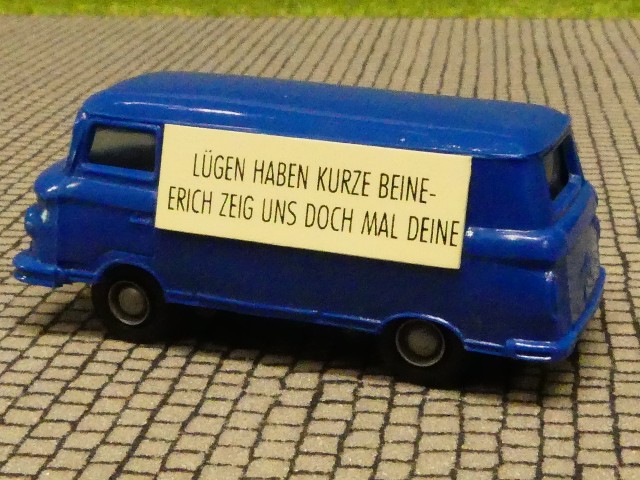 LÜGEN HABEN KURZE BEINE-
ERICH ZEIG UNS DOCH MAL DEINE